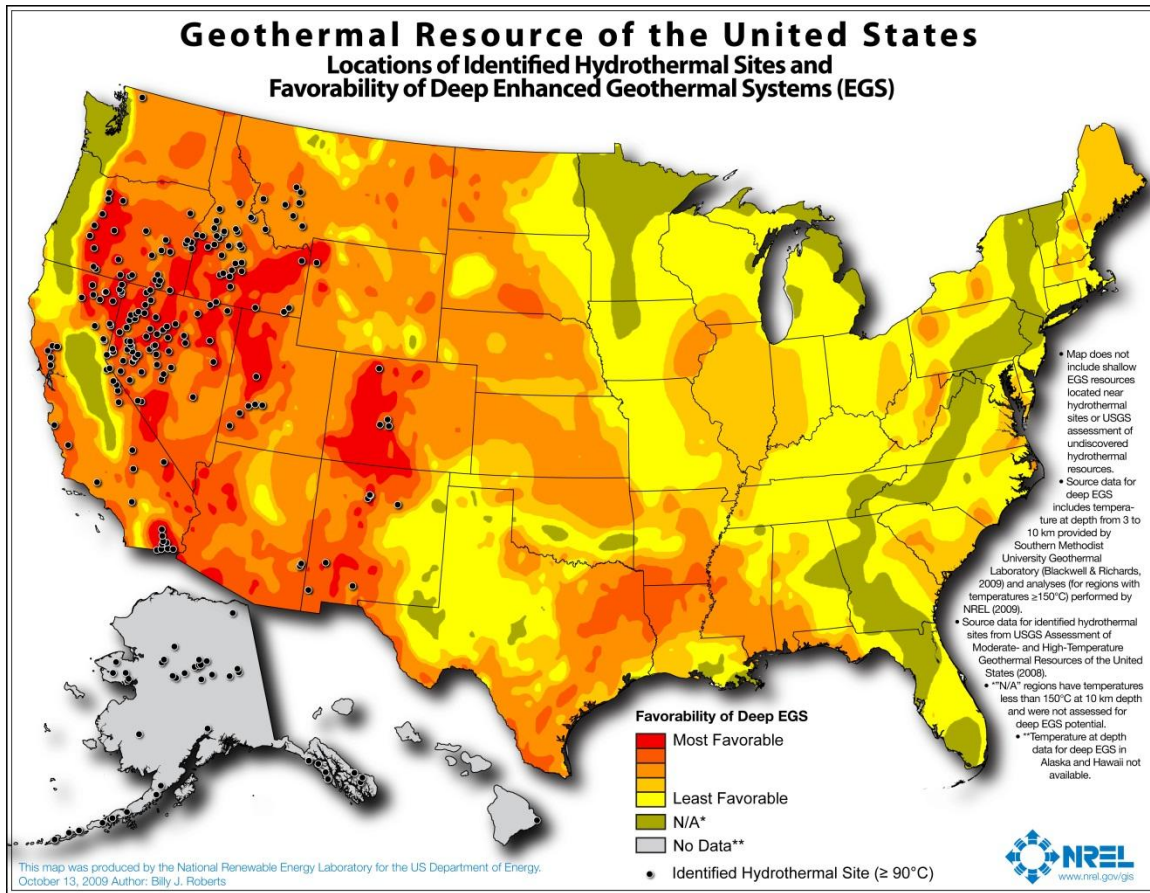 Geothermal Resource of the United States
Locations of Identified Hydrothermal Sites and
Favorability of Deep Enhanced Geothermal Systems (EGS)
• Map does not
include shallow
EGS resources
located near
hydrothermal
sites or USGS
assessment of
undiscovered
hydrothermal
resources.
• Source data for
deep EGS
includes tempera-
ture at depth from 3 to
10 km provided by
Southern Methodist
University Geothermal
Laboratory (Blackwell & Richards,
2009) and analyses (for regions with
temperatures ≥150°C) performed by
NREL (2009).
• Source data for identified hydrothermal
sites from USGS Assessment of
Moderate- and High-Temperature
Geothermal Resources of the United
States (2008).
• *"N/A" regions have temperatures
less than 150°C at 10 km depth
and were not assessed for
deep EGS potential.
• **Temperature at depth
data for deep EGS in
Alaska and Hawaii not
available.
Favorability of Deep EGS
Most Favorable
Least Favorable
N/A*
No Data**
Identified Hydrothermal Site (≥ 90°C)
This map was produced by the National Renewable Energy Laboratory for the US Department of Energy.
October 13, 2009 Author: Billy J. Roberts
NREL
www.nrel.gov/gis